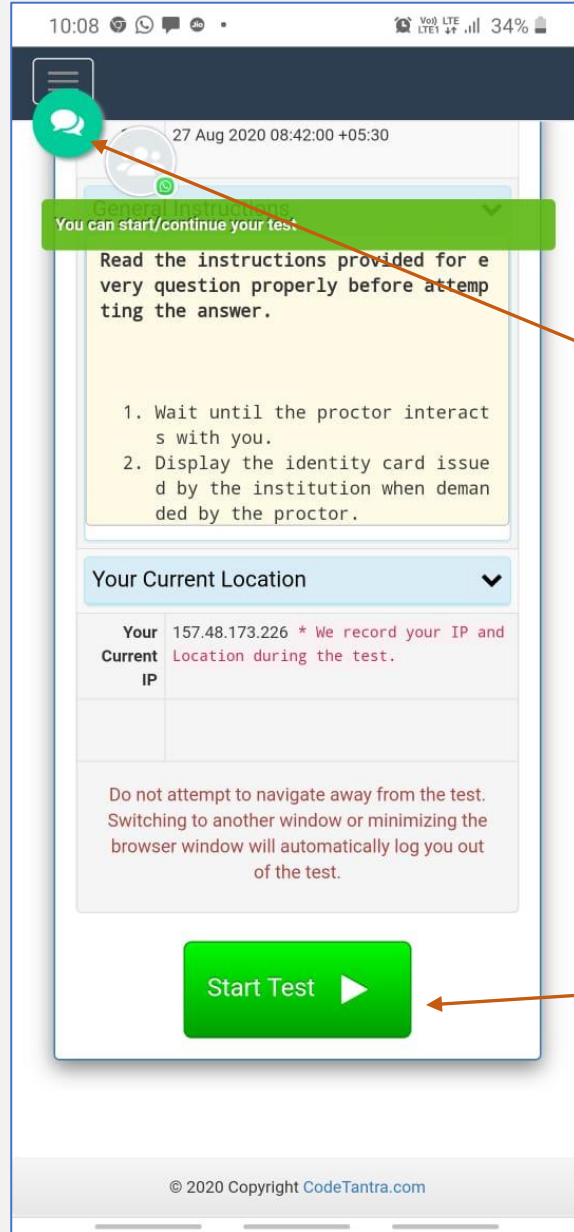 10:08
Vo)) LTE
LTE1
34%
27 Aug 2020 08:42:00 +05:30
General Instructions
You can start/continue your test
Read the instructions provided for e
very question properly before attemp
ting the answer.
1. Wait until the proctor interact
s with you.
2. Display the identity card issue
d by the institution when deman
ded by the proctor.
Your Current Location
Your
Current
IP
157.48.173.226 * We record your IP and
Location during the test.
Do not attempt to navigate away from the test.
Switching to another window or minimizing the
browser window will automatically log you out
of the test.
Start Test
© 2020 Copyright CodeTantra.com